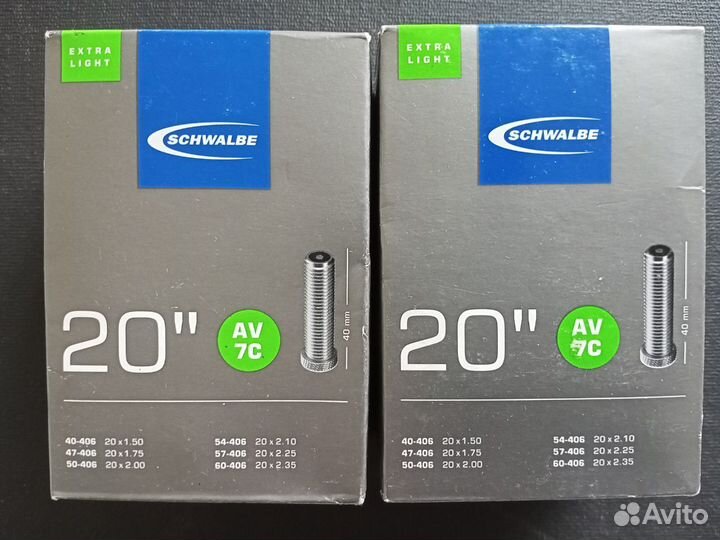 EXTRA
LIGHT
SCHWALBE
20"
AV
7C
40 mm
40-406 20 x 1.50
47-406 20 x 1.75
50-406 20 x 2.00
54-406 20 x 2.10
57-406 20 x 2.25
60-406 20 x 2.35
EXTRA
LIGHT
SCHWALBE
20"
AV
7C
40 mm
40-406 20 x 1.50
47-406 20 x 1.75
50-406 20 x 2.00
54-406 20 x 2.10
57-406 20 x 2.25
60-406 20 x 2.35
Avito